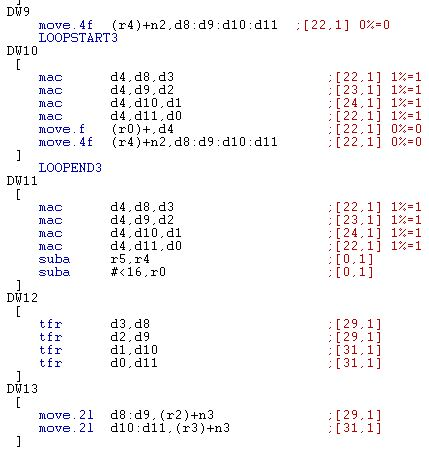 ]
DW9
move.4f (r4)+n2,d8:d9:d10:d11 ;[22,1] 0%=0
LOOPSTART3
DW10
[
mac d4,d8,d3 ;[22,1] 1%=1
mac d4,d9,d2 ;[23,1] 1%=1
mac d4,d10,d1 ;[24,1] 1%=1
mac d4,d11,d0 ;[22,1] 1%=1
move.f (r0)+,d4 ;[22,1] 0%=0
move.4f (r4)+n2,d8:d9:d10:d11 ;[22,1] 0%=0
]
LOOPEND3
DW11
[
mac d4,d8,d3 ;[22,1] 1%=1
mac d4,d9,d2 ;[23,1] 1%=1
mac d4,d10,d1 ;[24,1] 1%=1
mac d4,d11,d0 ;[22,1] 1%=1
suba r5,r4 ;[0,1]
suba #<16,r0 ;[0,1]
]
DW12
[
tfr d3,d8 ;[29,1]
tfr d2,d9 ;[29,1]
tfr d1,d10 ;[31,1]
tfr d0,d11 ;[31,1]
]
DW13
[
move.2l d8:d9,(r2)+n3 ;[29,1]
move.2l d10:d11,(r3)+n3 ;[31,1]
]